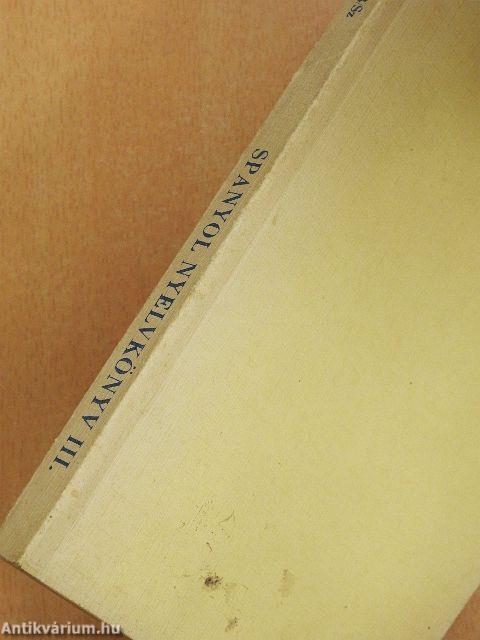 SPANYOL NYELVKÖNYV III.
Antikvárium.hu